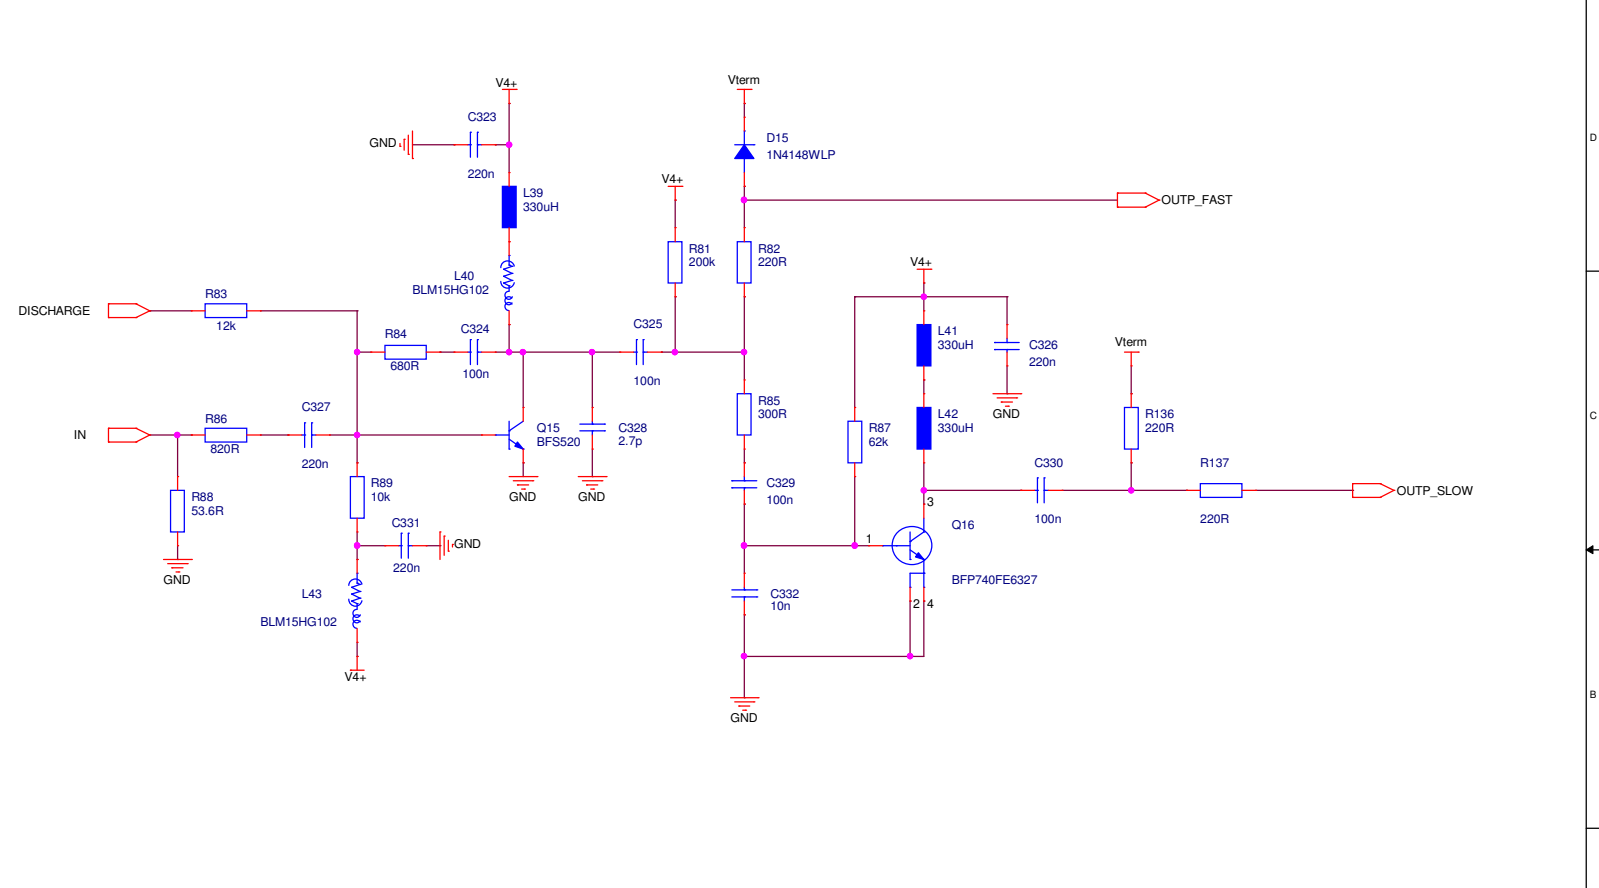 V4+
Vterm
C323
GND
220n
D15
1N4148WLP
D
L39
330uH
V4+
OUTP_FAST
R81
200k
R82
220R
L40
BLM15HG102
V4+
DISCHARGE
R83
12k
R84
680R
C324
100n
C325
100n
L41
330uH
C326
220n
GND
Vterm
IN
R86
820R
C327
220n
Q15
BFS520
GND
C328
2.7p
GND
R85
300R
R87
62k
L42
330uH
R136
220R
C
R88
53.6R
GND
R89
10k
C331
220n
GND
C329
100n
C330
100n
R137
220R
OUTP_SLOW
3
1
Q16
BFP740FE6327
2
4
L43
BLM15HG102
V4+
C332
10n
GND
B